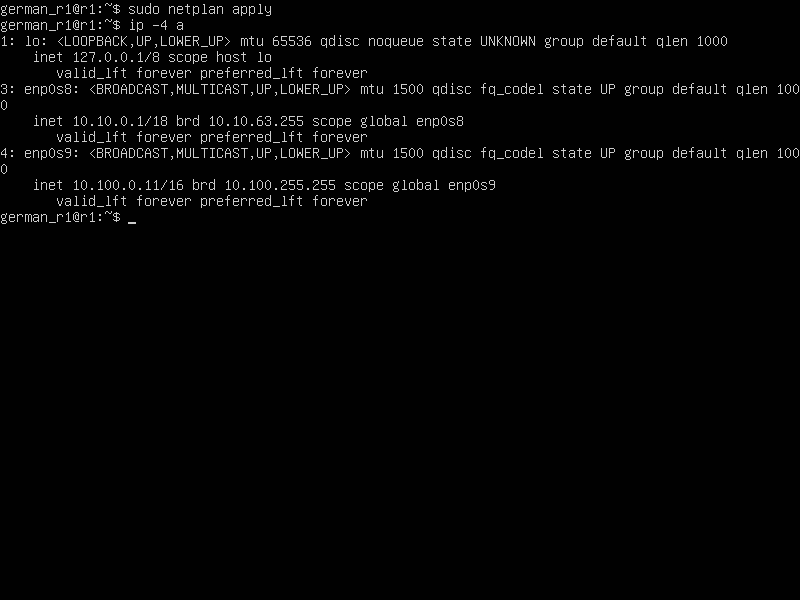 german_r1@r1:~$ sudo netplan apply
german_r1@r1:~$ ip -4 a
1: lo: <LOOPBACK,UP,LOWER_UP> mtu 65536 qdisc noqueue state UNKNOWN group default qlen 1000
    inet 127.0.0.1/8 scope host lo
       valid_lft forever preferred_lft forever
3: enp0s8: <BROADCAST,MULTICAST,UP,LOWER_UP> mtu 1500 qdisc fq_codel state UP group default qlen 100
0
    inet 10.10.0.1/18 brd 10.10.63.255 scope global enp0s8
       valid_lft forever preferred_lft forever
4: enp0s9: <BROADCAST,MULTICAST,UP,LOWER_UP> mtu 1500 qdisc fq_codel state UP group default qlen 100
0
    inet 10.100.0.11/16 brd 10.100.255.255 scope global enp0s9
       valid_lft forever preferred_lft forever
german_r1@r1:~$ _